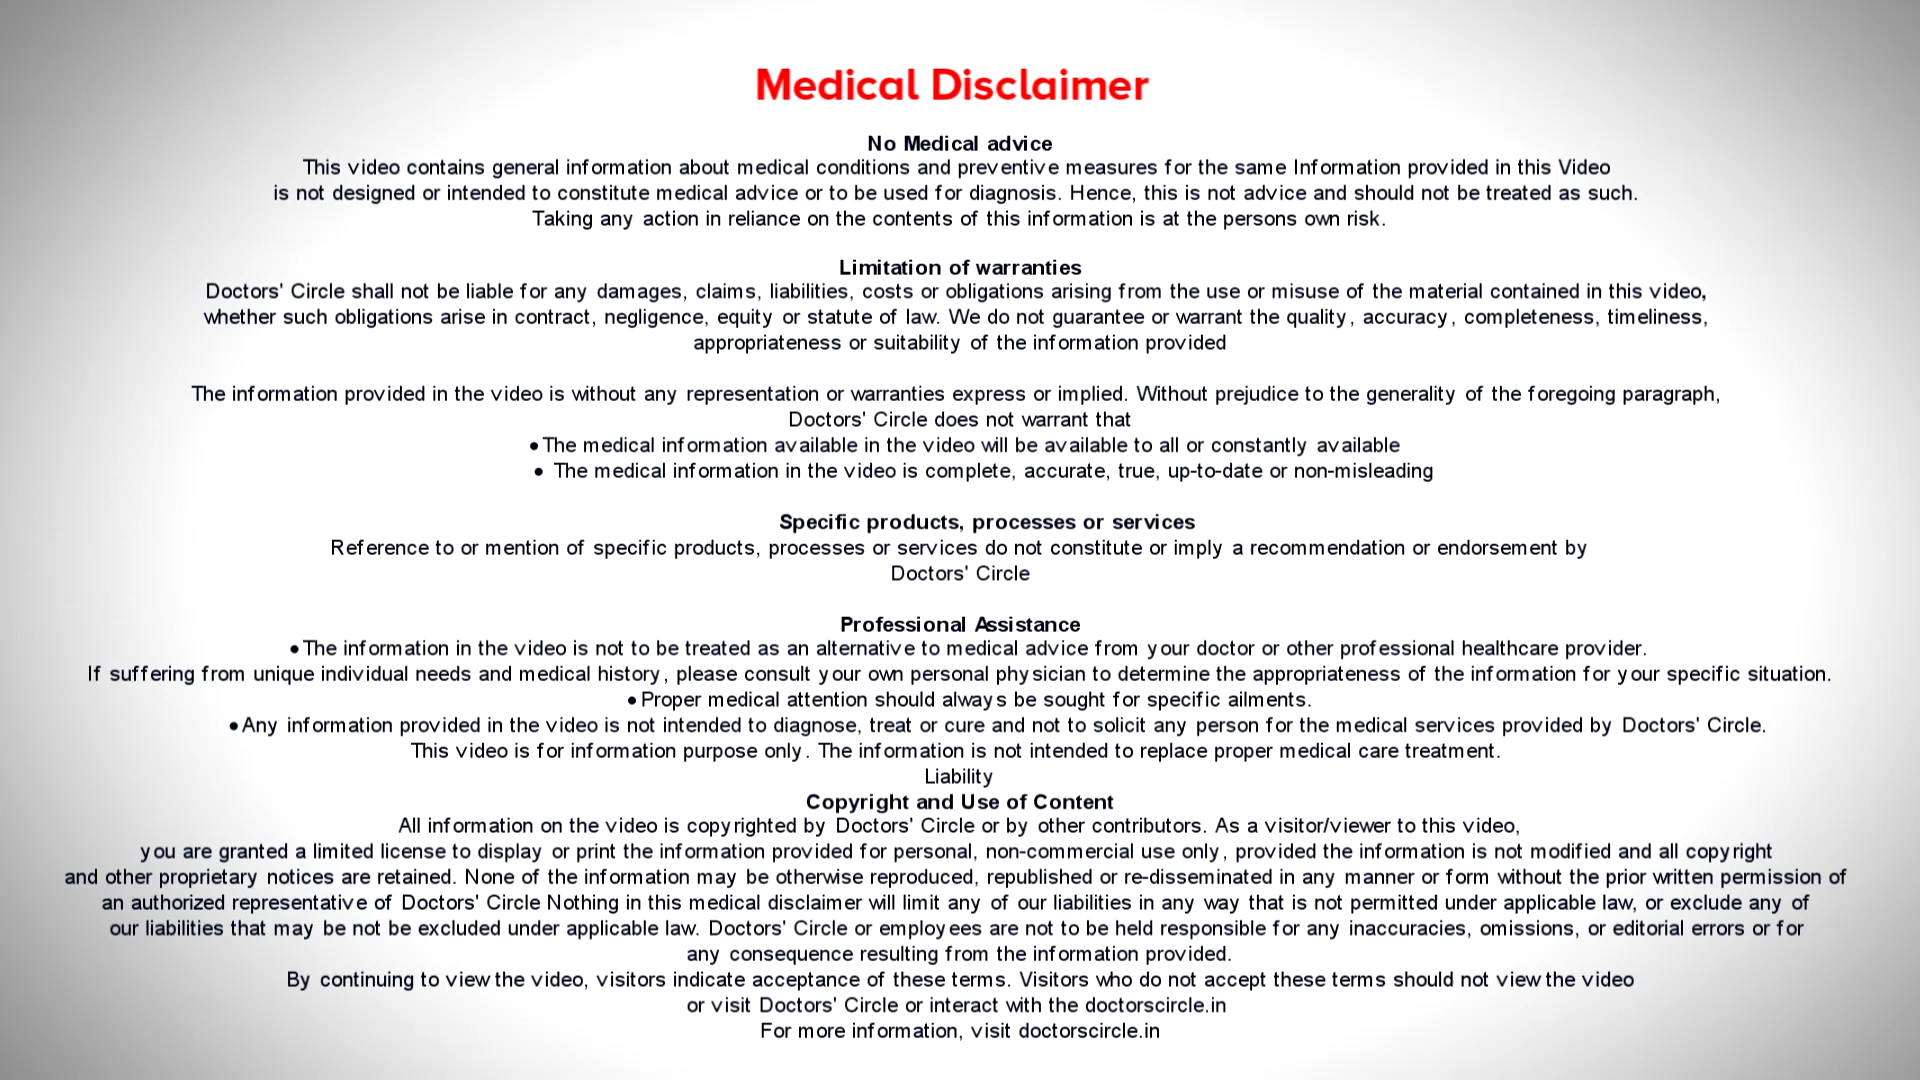 Medical Disclaimer
No Medical advice
This video contains general information about medical conditions and preventive measures for the same Information provided in this Video
is not designed or intended to constitute medical advice or to be used for diagnosis. Hence, this is not advice and should not be treated as such.
Taking any action in reliance on the contents of this information is at the persons own risk.
Limitation of warranties
Doctors' Circle shall not be liable for any damages, claims, liabilities, costs or obligations arising from the use or misuse of the material contained in this video,
whether such obligations arise in contract, negligence, equity or statute of law. We do not guarantee or warrant the quality, accuracy, completeness, timeliness,
appropriateness or suitability of the information provided
The information provided in the video is without any representation or warranties express or implied. Without prejudice to the generality of the foregoing paragraph,
Doctors' Circle does not warrant that
•The medical information available in the video will be available to all or constantly available
• The medical information in the video is complete, accurate, true, up-to-date or non-misleading
Specific products, processes or services
Reference to or mention of specific products, processes or services do not constitute or imply a recommendation or endorsement by
Doctors' Circle
Professional Assistance
•The information in the video is not to be treated as an alternative to medical advice from your doctor or other professional healthcare provider.
If suffering from unique individual needs and medical history, please consult your own personal physician to determine the appropriateness of the information for your specific situation.
•Proper medical attention should always be sought for specific ailments.
•Any information provided in the video is not intended to diagnose, treat or cure and not to solicit any person for the medical services provided by Doctors' Circle.
This video is for information purpose only. The information is not intended to replace proper medical care treatment.
Liability
Copyright and Use of Content
All information on the video is copyrighted by Doctors' Circle or by other contributors. As a visitor/viewer to this video,
you are granted a limited license to display or print the information provided for personal, non-commercial use only, provided the information is not modified and all copyright
and other proprietary notices are retained. None of the information may be otherwise reproduced, republished or re-disseminated in any manner or form without the prior written permission of
an authorized representative of Doctors' Circle Nothing in this medical disclaimer will limit any of our liabilities in any way that is not permitted under applicable law, or exclude any of
our liabilities that may be not be excluded under applicable law. Doctors' Circle or employees are not to be held responsible for any inaccuracies, omissions, or editorial errors or for
any consequence resulting from the information provided.
By continuing to view the video, visitors indicate acceptance of these terms. Visitors who do not accept these terms should not view the video
or visit Doctors' Circle or interact with the doctorscircle.in
For more information, visit doctorscircle.in